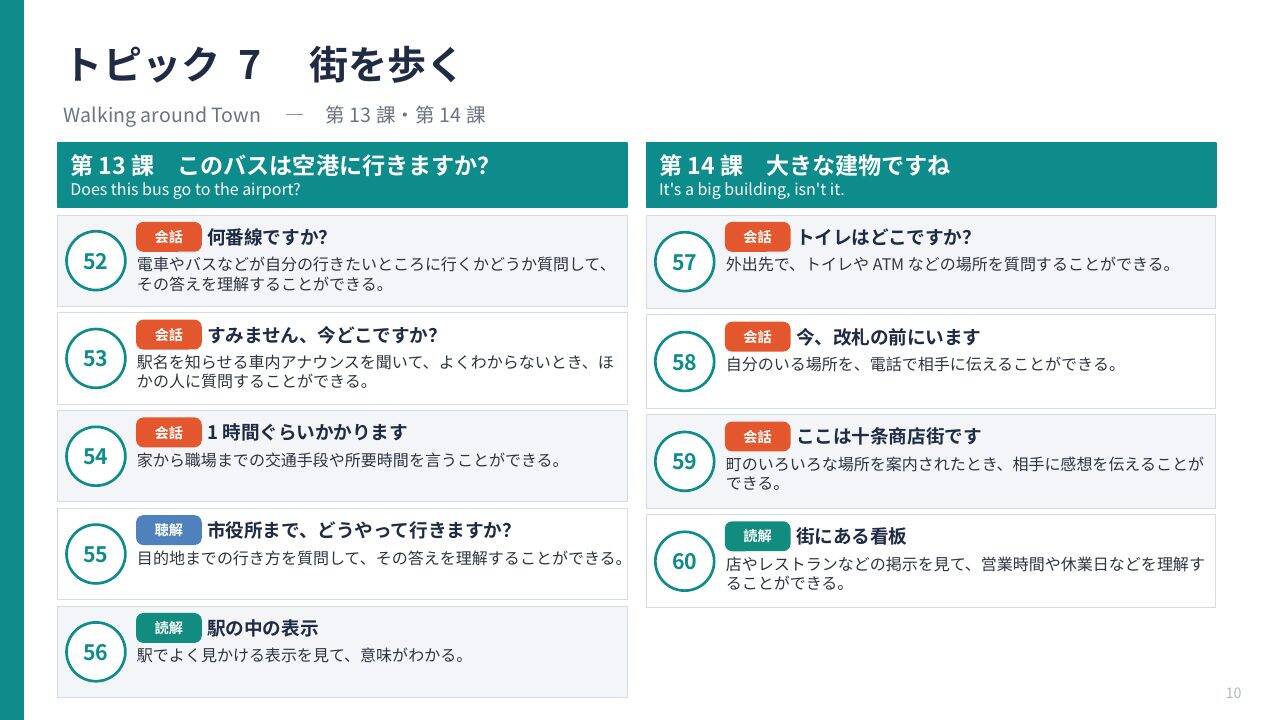 トピック 7　街を歩く
Walking around Town　—　第 13 課・第 14 課
第 13 課　このバスは空港に行きますか?
Does this bus go to the airport?
52
会話 何番線ですか?
電車やバスなどが自分の行きたいところに行くかどうか質問して、
その答えを理解することができる。
53
会話 すみません、今どこですか?
駅名を知らせる車内アナウンスを聞いて、よくわからないとき、ほ
かの人に質問することができる。
54
会話 1 時間ぐらいかかります
家から職場までの交通手段や所要時間を言うことができる。
55
聴解 市役所まで、どうやって行きますか?
目的地までの行き方を質問して、その答えを理解することができる。
56
読解 駅の中の表示
駅でよく見かける表示を見て、意味がわかる。
第 14 課　大きな建物ですね
It's a big building, isn't it.
57
会話 トイレはどこですか?
外出先で、トイレや ATM などの場所を質問することができる。
58
会話 今、改札の前にいます
自分のいる場所を、電話で相手に伝えることができる。
59
会話 ここは十条商店街です
町のいろいろな場所を案内されたとき、相手に感想を伝えることが
できる。
60
読解 街にある看板
店やレストランなどの掲示を見て、営業時間や休業日などを理解す
ることができる。
10